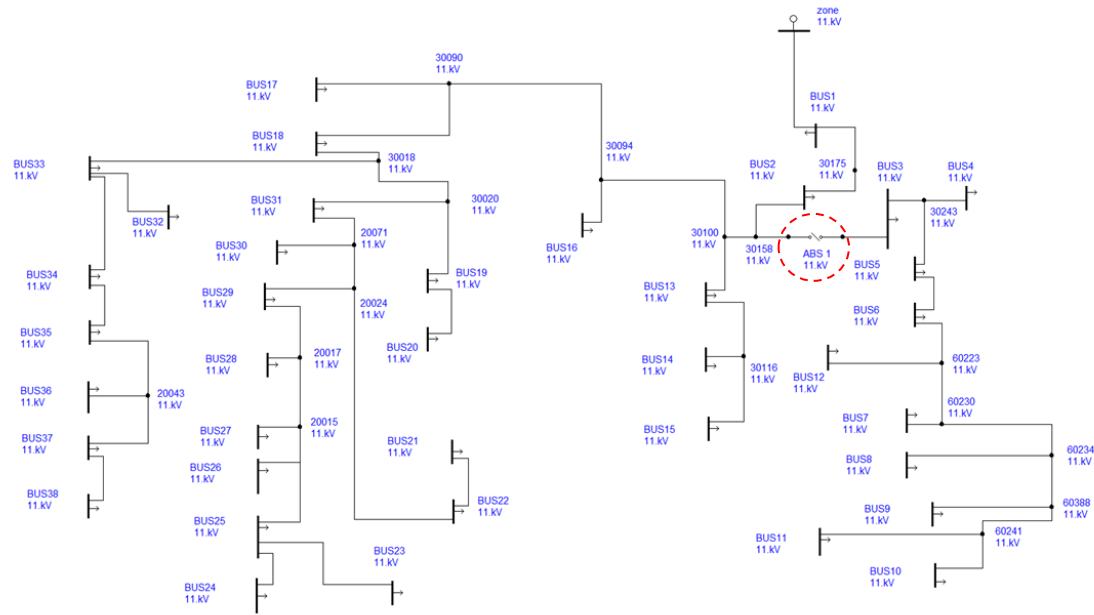 zone
11.kV
30090
11.kV
BUS17
11.kV
BUS1
11.kV
BUS18
11.kV
30094
11.kV
30018
11.kV
BUS33
11.kV
BUS2
11.kV
30175
11.kV
BUS3
11.kV
BUS4
11.kV
BUS31
11.kV
30020
11.kV
BUS32
11.kV
30243
11.kV
BUS30
11.kV
20071
11.kV
BUS16
11.kV
30100
11.kV
30158
11.kV
ABS 1
11.kV
BUS5
11.kV
BUS34
11.kV
BUS19
11.kV
BUS29
11.kV
20024
11.kV
BUS13
11.kV
BUS6
11.kV
BUS35
11.kV
BUS20
11.kV
BUS28
11.kV
20017
11.kV
BUS14
11.kV
30116
11.kV
60223
11.kV
BUS12
11.kV
BUS36
11.kV
20043
11.kV
60230
11.kV
BUS27
11.kV
20015
11.kV
BUS15
11.kV
BUS7
11.kV
BUS37
11.kV
BUS21
11.kV
60234
11.kV
BUS8
11.kV
BUS26
11.kV
BUS38
11.kV
BUS22
11.kV
60388
11.kV
BUS9
11.kV
BUS25
11.kV
60241
11.kV
BUS11
11.kV
BUS23
11.kV
BUS10
11.kV
BUS24
11.kV